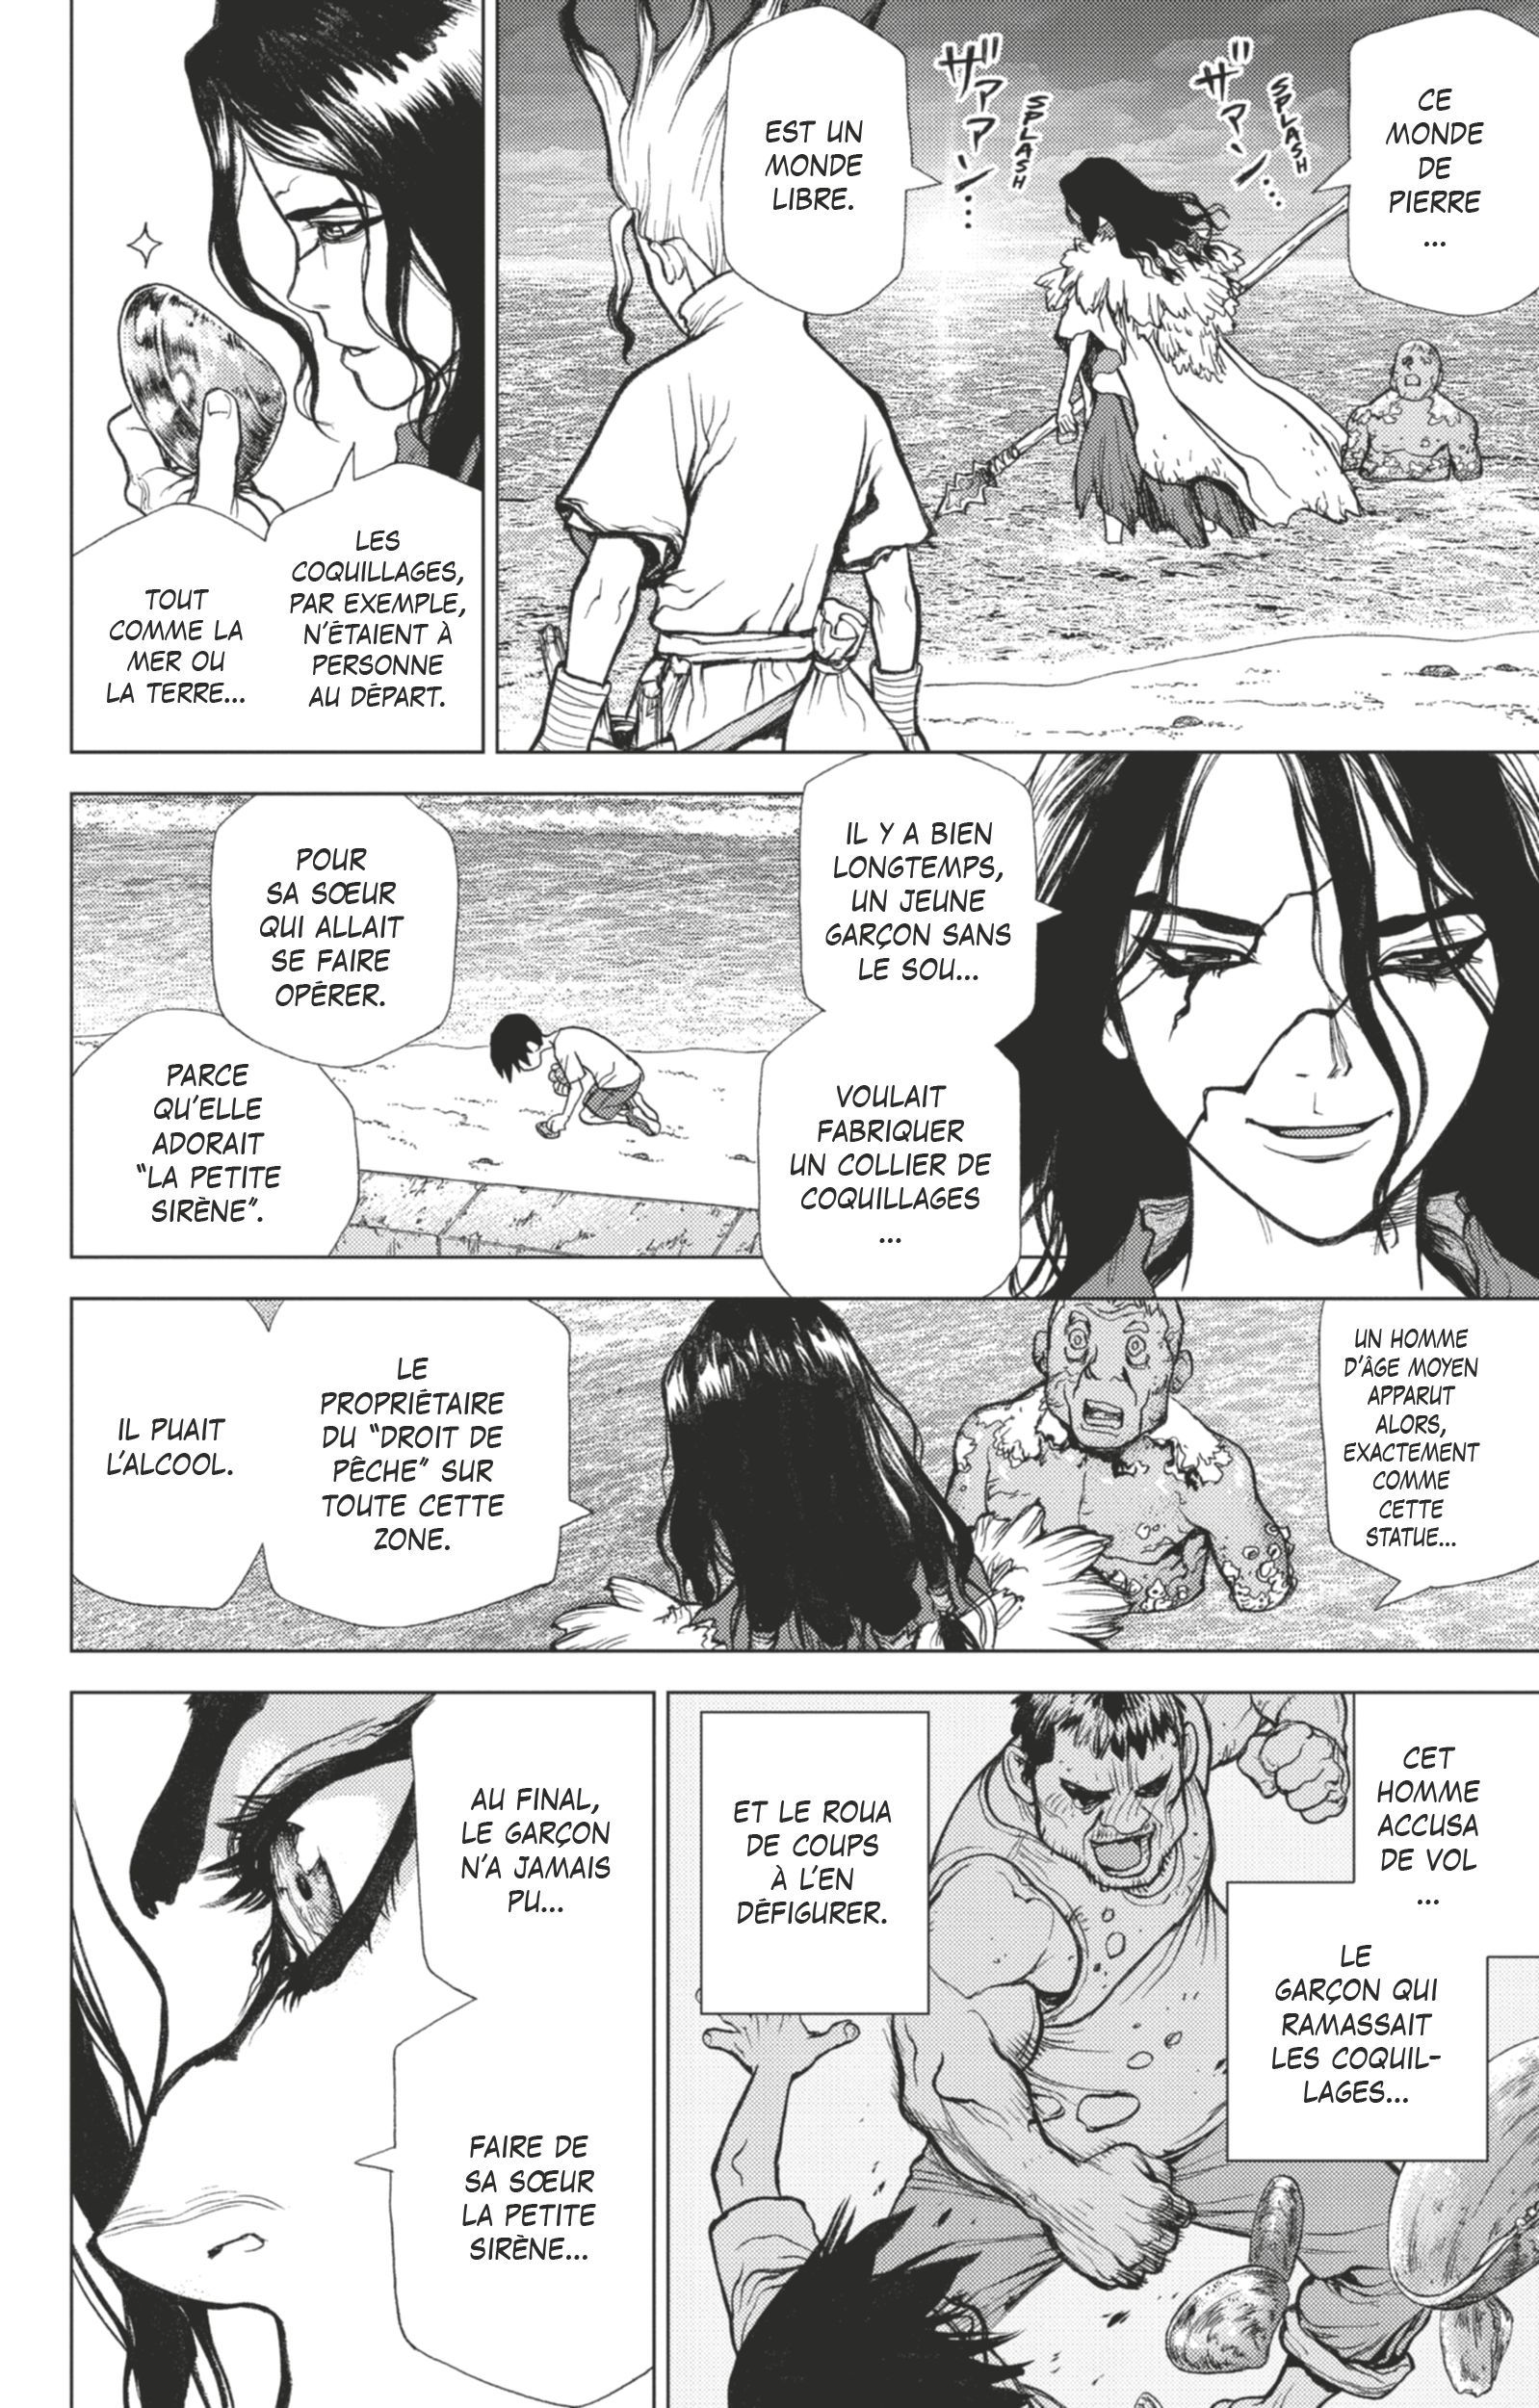 CE
MONDE
DE
PIERRE
...
ザアン…
SPLASH
ザアアン…
SPLASH
EST UN
MONDE
LIBRE.
LES
COQUILLAGES,
PAR EXEMPLE,
N'ÉTAIENT À
PERSONNE
AU DÉPART.
TOUT
COMME LA
MER OU
LA TERRE...
IL Y A BIEN
LONGTEMPS,
UN JEUNE
GARÇON SANS
LE SOU...
VOULAIT
FABRIQUER
UN COLLIER DE
COQUILLAGES
...
POUR
SA SŒUR
QUI ALLAIT
SE FAIRE
OPÉRER.
PARCE
QU'ELLE
ADORAIT
"LA PETITE
SIRÈNE".
UN HOMME
D'ÂGE MOYEN
APPARUT
ALORS,
EXACTEMENT
COMME
CETTE
STATUE...
LE
PROPRIÉTAIRE
DU "DROIT DE
PÊCHE" SUR
TOUTE CETTE
ZONE.
IL PUAIT
L'ALCOOL.
CET
HOMME
ACCUSA
DE VOL
...
LE
GARÇON QUI
RAMASSAIT
LES COQUIL-
LAGES...
ET LE ROUA
DE COUPS
À L'EN
DÉFIGURER.
AU FINAL,
LE GARÇON
N'A JAMAIS
PU...
FAIRE DE
SA SŒUR
LA PETITE
SIRÈNE...